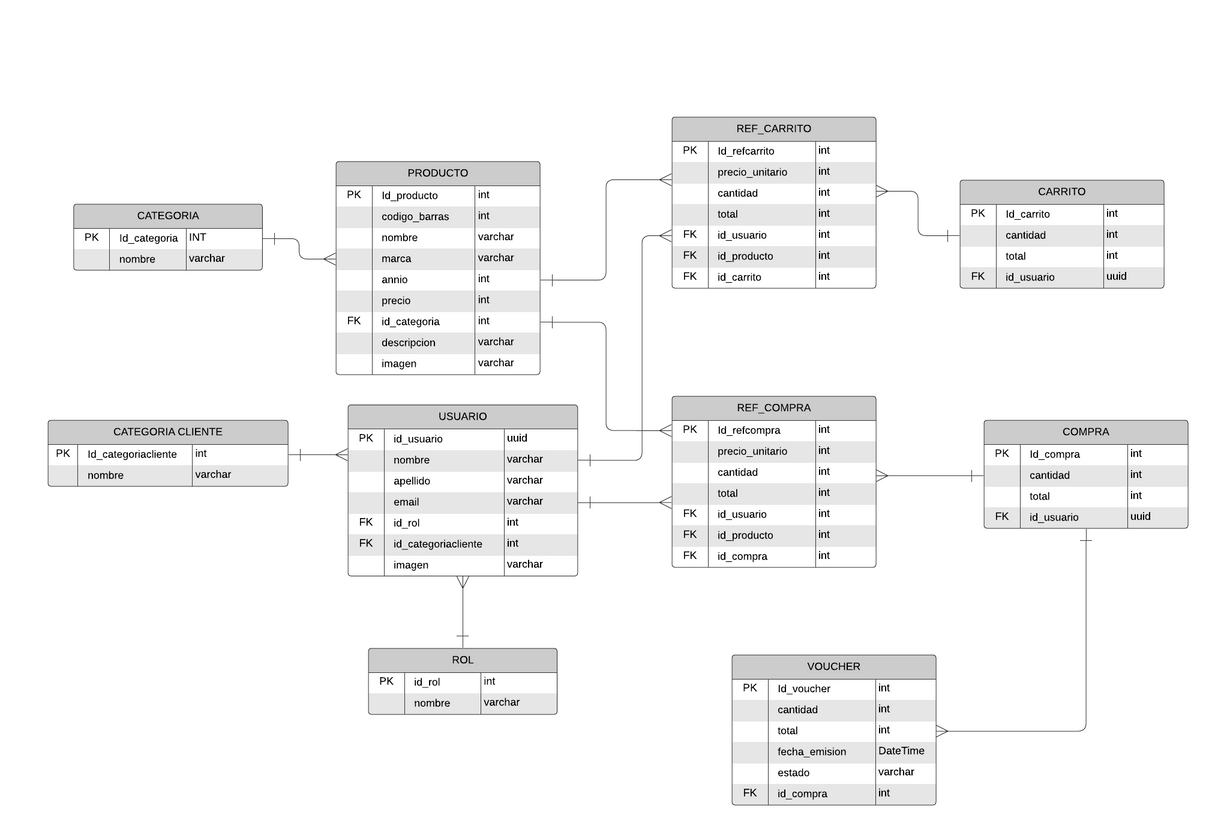 CATEGORIA
PK Id_categoria INT
nombre varchar
PRODUCTO
PK Id_producto int
codigo_barras int
nombre varchar
marca varchar
annio int
precio int
FK id_categoria int
descripcion varchar
imagen varchar
REF_CARRITO
PK Id_refcarrito int
precio_unitario int
cantidad int
total int
FK id_usuario int
FK id_producto int
FK id_carrito int
CARRITO
PK Id_carrito int
cantidad int
total int
FK id_usuario uuid
CATEGORIA CLIENTE
PK Id_categoriacliente int
nombre varchar
USUARIO
PK id_usuario uuid
nombre varchar
apellido varchar
email varchar
FK id_rol int
FK id_categoriacliente int
imagen varchar
REF_COMPRA
PK Id_refcompra int
precio_unitario int
cantidad int
total int
FK id_usuario int
FK id_producto int
FK id_compra int
COMPRA
PK Id_compra int
cantidad int
total int
FK id_usuario uuid
ROL
PK id_rol int
nombre varchar
VOUCHER
PK Id_voucher int
cantidad int
total int
fecha_emision DateTime
estado varchar
FK id_compra int